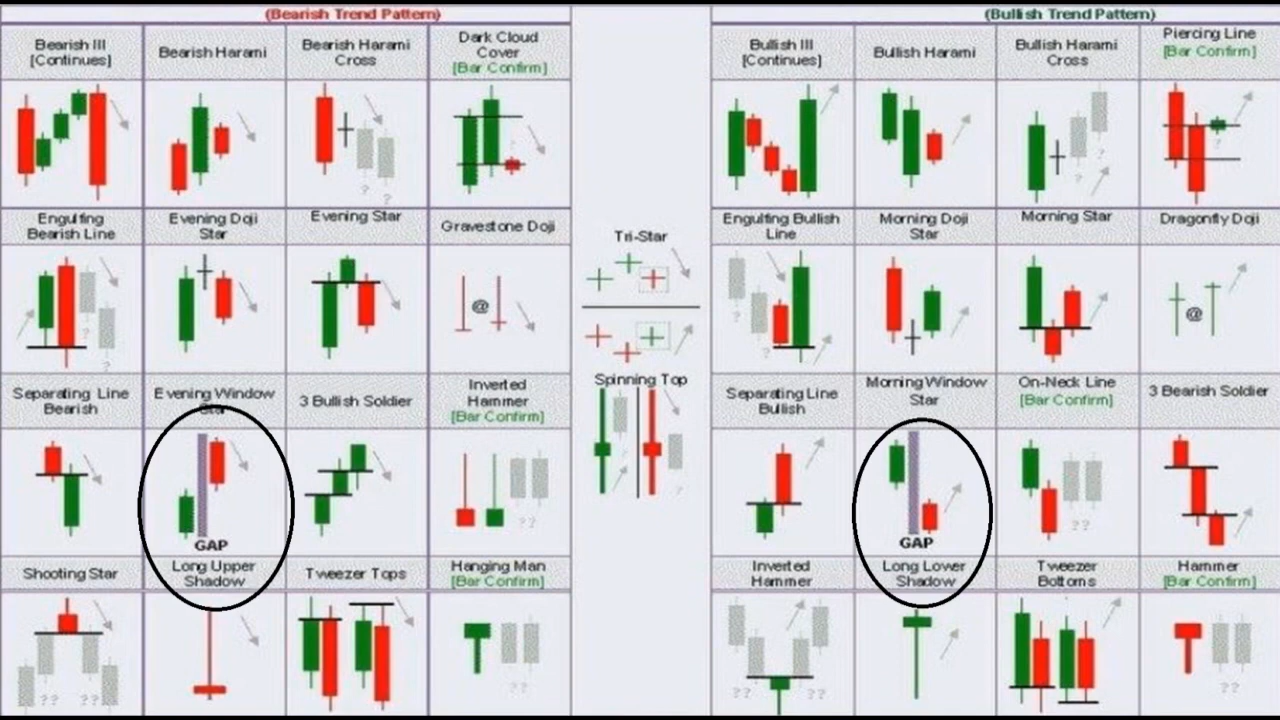 (Bearish Trend Pattern)
(Bullish Trend Pattern)
Bearish III
[Continues]
Bearish Harami
Bearish Harami
Cross
Dark Cloud
Cover
[Bar Confirm]
Bullish III
[Continues]
Bullish Harami
Bullish Harami
Cross
Piercing Line
[Bar Confirm]
?
?
?
?
?
?
Engulfing
Bearish Line
Evening Doji
Star
Evening Star
Gravestone Doji
Tri-Star
Engulfing Bullish
Line
Morning Doji
Star
Morning Star
Dragonfly Doji
@
@
?
?
?
Separating Line
Bearish
Evening Window
Star
3 Bullish Soldier
Inverted
Hammer
[Bar Confirm]
Spinning Top
Separating Line
Bullish
Morning Window
Star
On-Neck Line
[Bar Confirm]
3 Bearish Soldier
?
?
GAP
??
GAP
??
Shooting Star
Long Upper
Shadow
Tweezer Tops
Hanging Man
[Bar Confirm]
Inverted
Hammer
Long Lower
Shadow
Tweezer
Bottoms
Hammer
[Bar Confirm]
??
??
??
??
??
??